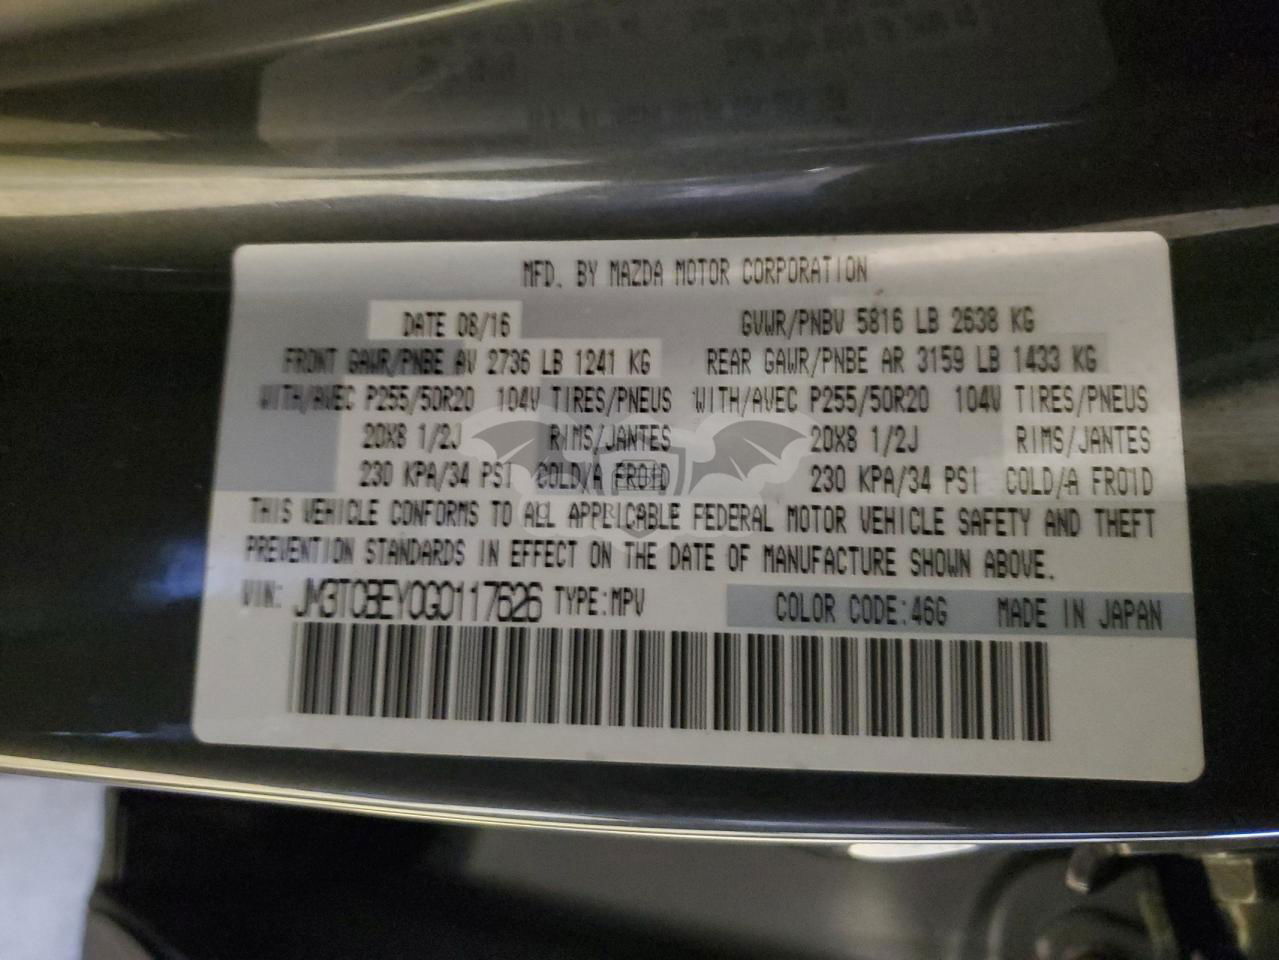 MFD. BY MAZDA MOTOR CORPORATION
DATE 08/16 GVWR/PNBV 5816 LB 2638 KG
FRONT GAWR/PNBE AV 2736 LB 1241 KG REAR GAWR/PNBE AR 3159 LB 1433 KG
WITH/AVEC P255/50R20 104V TIRES/PNEUS WITH/AVEC P255/50R20 104V TIRES/PNEUS
20X8 1/2J RIMS/JANTES 20X8 1/2J RIMS/JANTES
230 KPA/34 PSI COLD/A FROID 230 KPA/34 PSI COLD/A FROID
THIS VEHICLE CONFORMS TO ALL APPLICABLE FEDERAL MOTOR VEHICLE SAFETY AND THEFT
PREVENTION STANDARDS IN EFFECT ON THE DATE OF MANUFACTURE SHOWN ABOVE.
VIN: JM3TCBEY0G0117626 TYPE:MPV COLOR CODE:46G MADE IN JAPAN